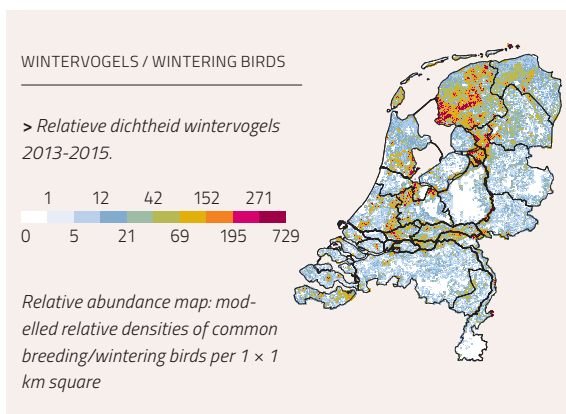 WINTERVOGELS / WINTERING BIRDS
> Relatieve dichtheid wintervogels
2013-2015.
1 12 42 152 271
0 5 21 69 195 729
Relative abundance map: mod-
elled relative densities of common
breeding/wintering birds per 1 × 1
km square